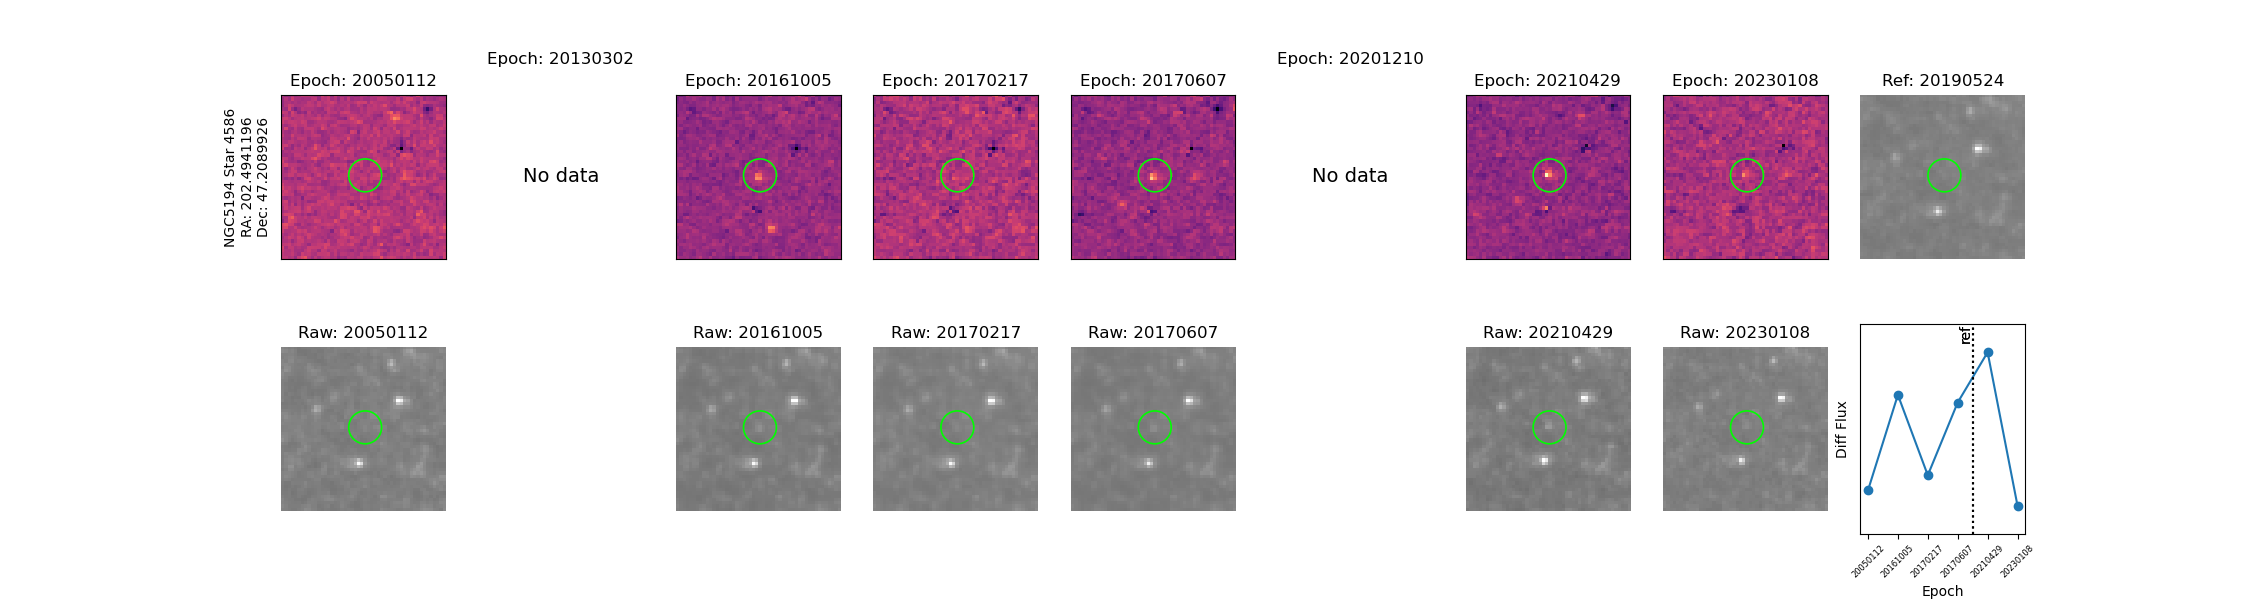 Epoch: 20130302
Epoch: 20201210
Epoch: 20050112
Epoch: 20161005
Epoch: 20170217
Epoch: 20170607
Epoch: 20210429
Epoch: 20230108
Ref: 20190524
NGC5194 Star 4586
RA: 202.4941196
Dec: 47.2089926
No data
No data
Raw: 20050112
Raw: 20161005
Raw: 20170217
Raw: 20170607
Raw: 20210429
Raw: 20230108
ref
Diff Flux
20050112
20161005
20170217
20170607
20210429
20230108
Epoch